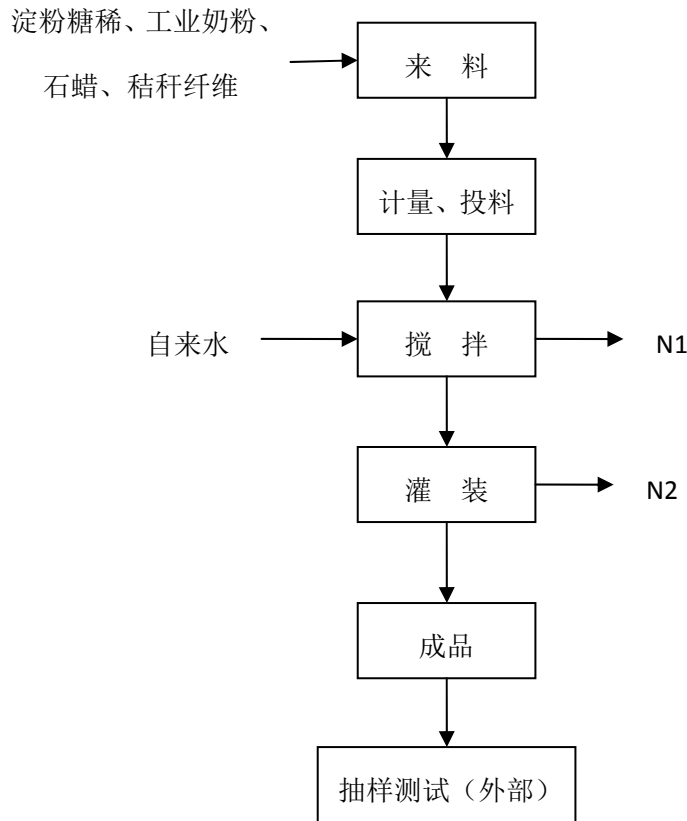 淀粉糖稀、工业奶粉、
石蜡、秸秆纤维
来 料
计量、投料
自来水
搅 拌
N1
灌 装
N2
成品
抽样测试（外部）